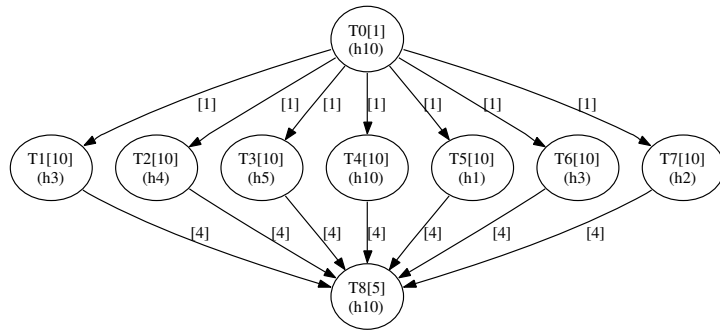 T0[1]
(h10)
[1]
[1]
[1]
[1]
[1]
[1]
[1]
T1[10]
(h3)
T2[10]
(h4)
T3[10]
(h5)
T4[10]
(h10)
T5[10]
(h1)
T6[10]
(h3)
T7[10]
(h2)
[4]
[4]
[4]
[4]
[4]
[4]
[4]
T8[5]
(h10)